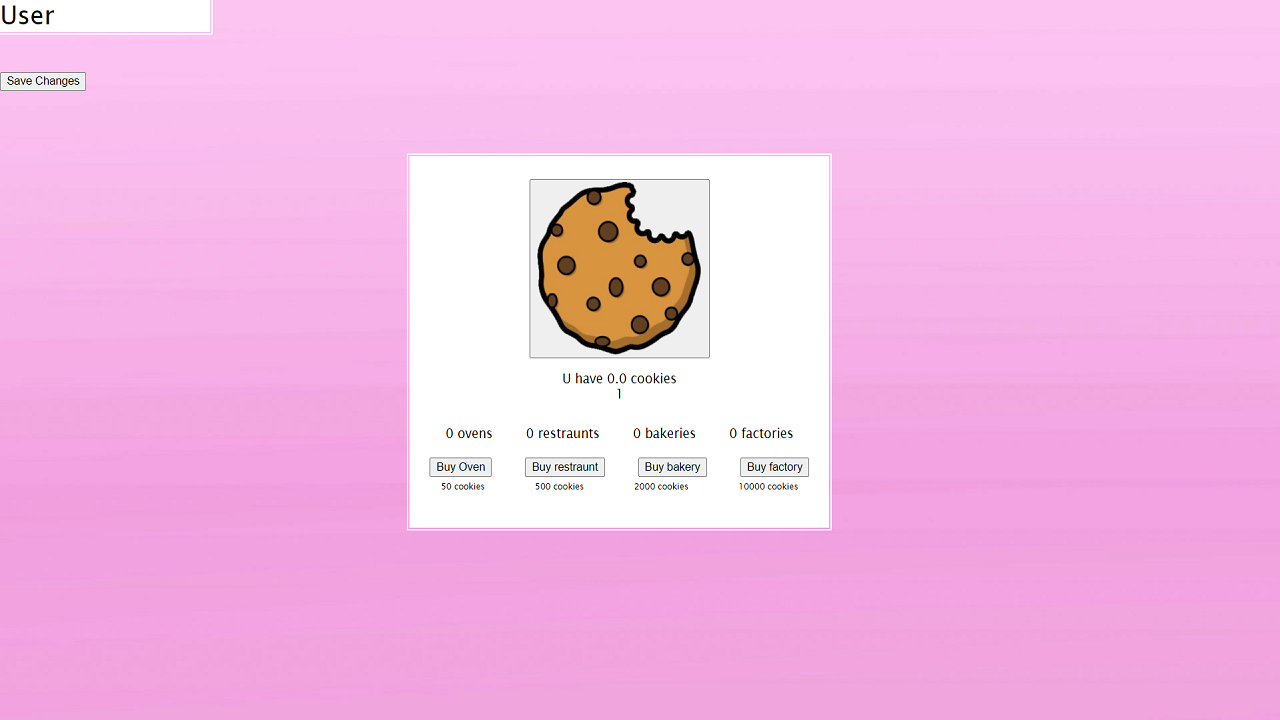 User
Save Changes
U have 0.0 cookies
1
0 ovens 0 restraunts 0 bakeries 0 factories
Buy Oven Buy restraunt Buy bakery Buy factory
50 cookies 500 cookies 2000 cookies 10000 cookies